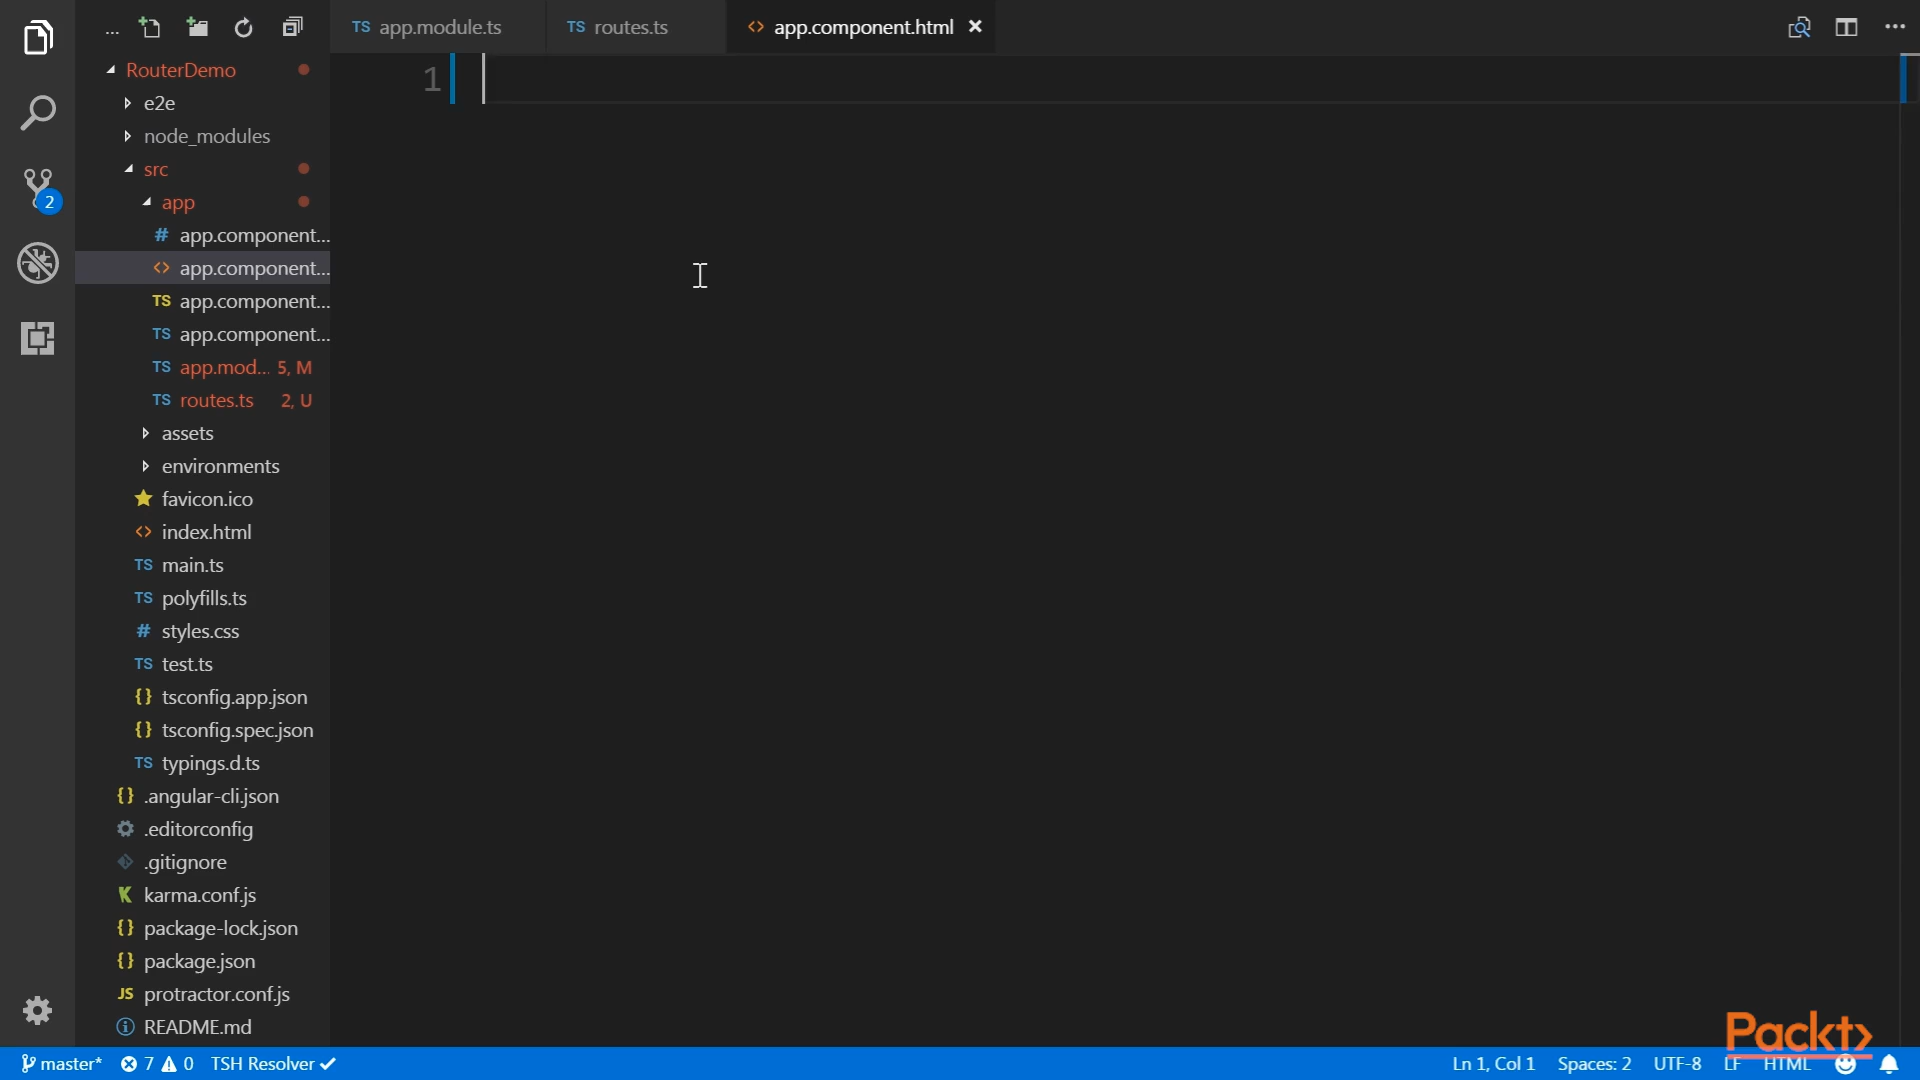 ...
TS app.module.ts
TS routes.ts
<> app.component.html ×
RouterDemo
e2e
node_modules
src
app
# app.component...
<> app.component...
TS app.component...
TS app.component...
TS app.mod... 5, M
TS routes.ts 2, U
assets
environments
favicon.ico
<> index.html
TS main.ts
TS polyfills.ts
# styles.css
TS test.ts
{} tsconfig.app.json
{} tsconfig.spec.json
TS typings.d.ts
{} .angular-cli.json
.editorconfig
.gitignore
K karma.conf.js
{} package-lock.json
{} package.json
JS protractor.conf.js
README.md
1
2
Packt>
master* 7 0 TSH Resolver
Ln 1, Col 1 Spaces: 2 UTF-8 LF HTML